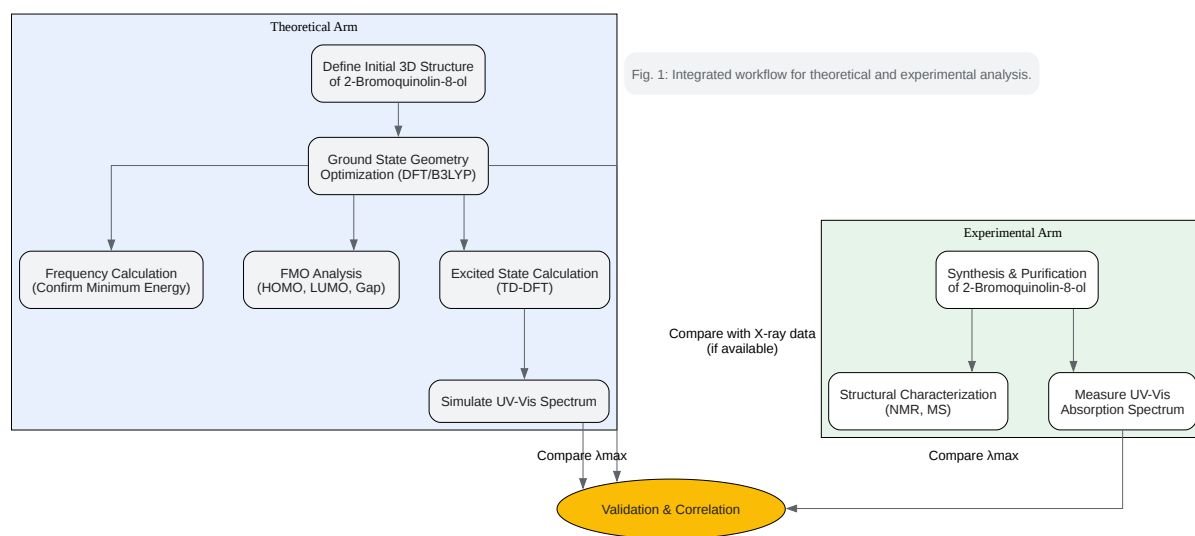 Theoretical Arm
Define Initial 3D Structure
of 2-Bromoquinolin-8-ol
Fig. 1: Integrated workflow for theoretical and experimental analysis.
Ground State Geometry
Optimization (DFT/B3LYP)
Frequency Calculation
(Confirm Minimum Energy)
FMO Analysis
(HOMO, LUMO, Gap)
Excited State Calculation
(TD-DFT)
Simulate UV-Vis Spectrum
Experimental Arm
Synthesis & Purification
of 2-Bromoquinolin-8-ol
Compare with X-ray data
(if available)
Structural Characterization
(NMR, MS)
Measure UV-Vis
Absorption Spectrum
Compare λmax
Compare λmax
Validation & Correlation